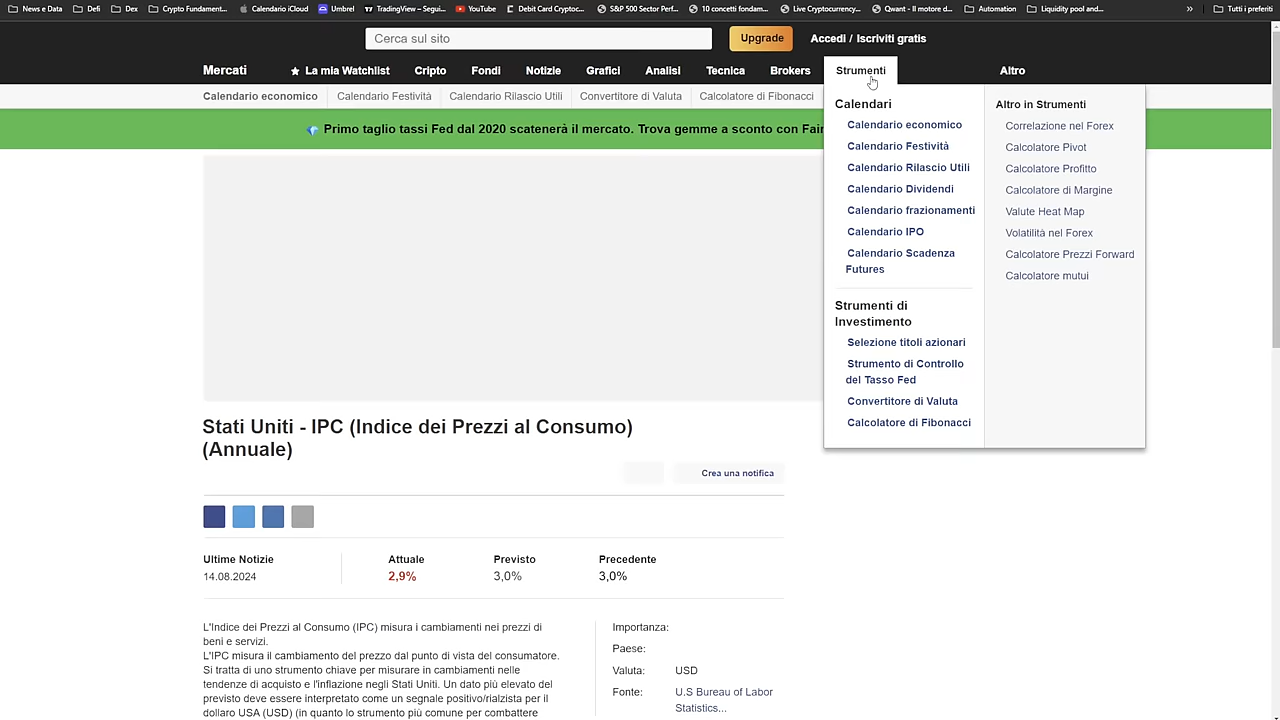 News e Data
Defi
Dex
Crypto Fundament...
Calendario iCloud
Umbrel
TradingView – Segui...
YouTube
Debit Card Cryptoc...
S&P 500 Sector Perf...
10 concetti fondam...
Live Cryptocurrency...
Qwant - Il motore d...
Automation
Liquidity pool and...
»
Tutti i preferiti
Cerca sul sito
Upgrade
Accedi / Iscriviti gratis
Mercati
La mia Watchlist
Cripto
Fondi
Notizie
Grafici
Analisi
Tecnica
Brokers
Strumenti
Altro
Calendario economico
Calendario Festività
Calendario Rilascio Utili
Convertitore di Valuta
Calcolatore di Fibonacci
Primo taglio tassi Fed dal 2020 scatenerà il mercato. Trova gemme a sconto con Fair
Calendari
Calendario economico
Calendario Festività
Calendario Rilascio Utili
Calendario Dividendi
Calendario frazionamenti
Calendario IPO
Calendario Scadenza
Futures
Strumenti di
Investimento
Selezione titoli azionari
Strumento di Controllo
del Tasso Fed
Convertitore di Valuta
Calcolatore di Fibonacci
Altro in Strumenti
Correlazione nel Forex
Calcolatore Pivot
Calcolatore Profitto
Calcolatore di Margine
Valute Heat Map
Volatilità nel Forex
Calcolatore Prezzi Forward
Calcolatore mutui
Stati Uniti - IPC (Indice dei Prezzi al Consumo)
(Annuale)
Crea una notifica
Ultime Notizie
14.08.2024
Attuale
2,9%
Previsto
3,0%
Precedente
3,0%
L'Indice dei Prezzi al Consumo (IPC) misura i cambiamenti nei prezzi di
beni e servizi.
L'IPC misura il cambiamento del prezzo dal punto di vista del consumatore.
Si tratta di uno strumento chiave per misurare in cambiamenti nelle
tendenze di acquisto e l'inflazione negli Stati Uniti. Un dato più elevato del
previsto deve essere interpretato come un segnale positivo/rialzista per il
dollaro USA (USD) (in quanto lo strumento più comune per combattere
Importanza:
Paese:
Valuta: USD
Fonte: U.S Bureau of Labor
Statistics...